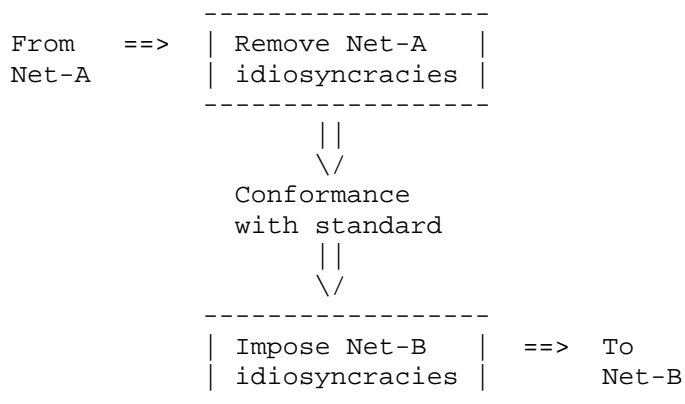 ------------------
From   ==>  | Remove Net-A   |
Net-A       | idiosyncracies |
------------------
||
\/
Conformance
with standard
||
\/
------------------
| Impose Net-B   |  ==>  To
| idiosyncracies |       Net-B